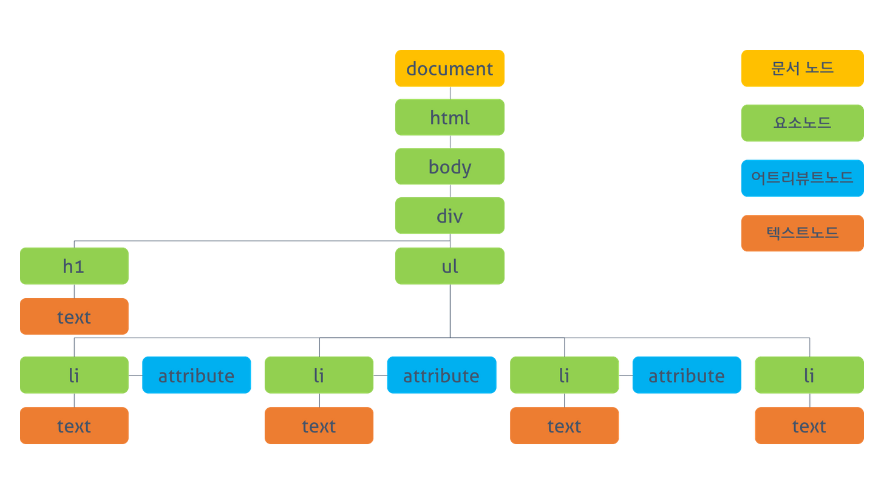 document
문서 노드
html
요소노드
body
어트리뷰트노드
div
텍스트노드
h1
ul
text
li
attribute
li
attribute
li
attribute
li
text
text
text
text